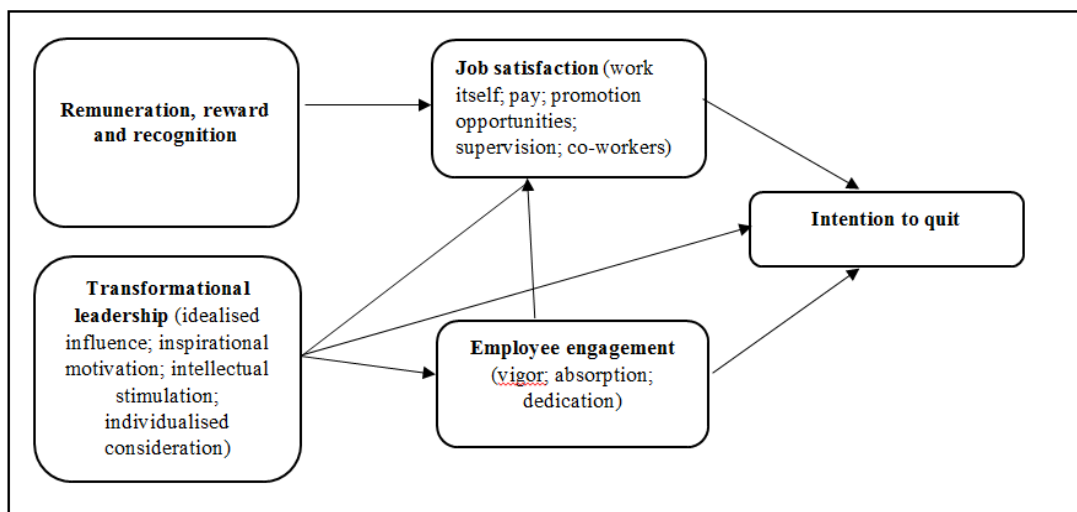 Remuneration, reward
and recognition
Job satisfaction (work
itself; pay; promotion
opportunities;
supervision; co-workers)
Intention to quit
Transformational
leadership (idealised
influence; inspirational
motivation; intellectual
stimulation;
individualised
consideration)
Employee engagement
(vigor; absorption;
dedication)